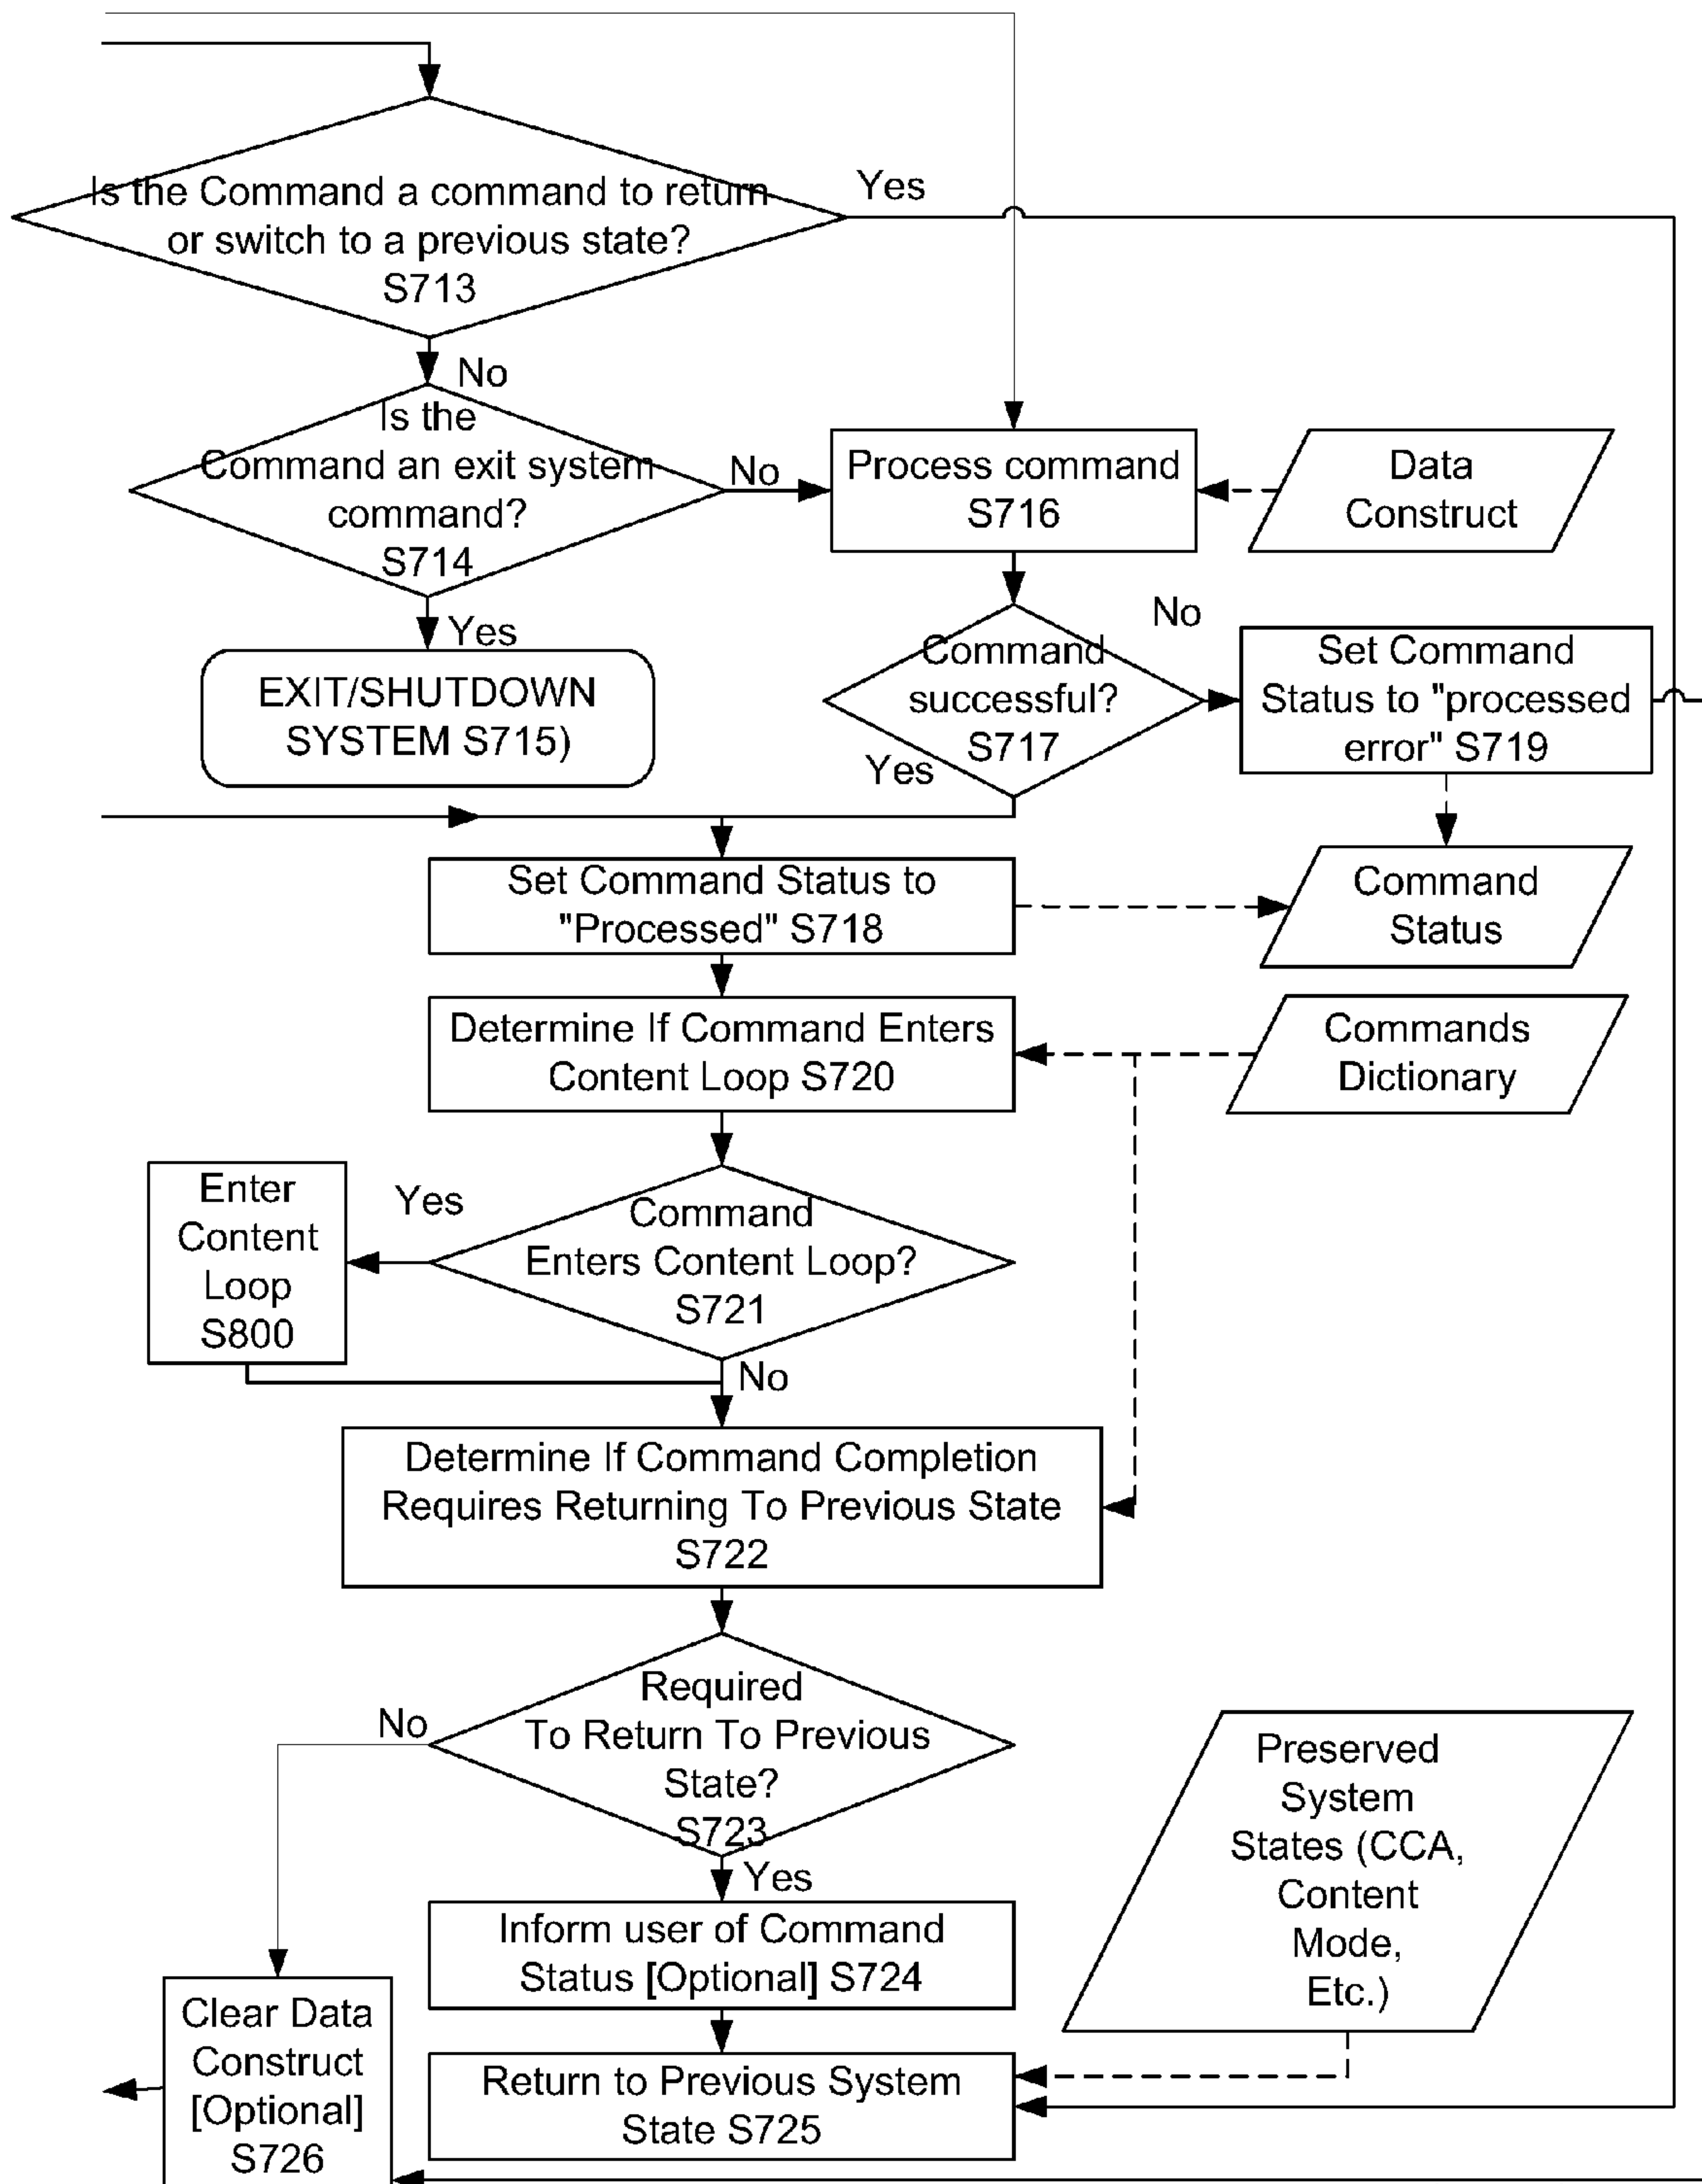 Is the Command a command to return
or switch to a previous state?
S713
Yes
No
Is the
Command an exit system
command?
S714
No
Process command
S716
Data
Construct
Yes
EXIT/SHUTDOWN
SYSTEM S715)
Command
successful?
S717
No
Yes
Set Command
Status to "processed
error" S719
Set Command Status to
"Processed" S718
Command
Status
Determine If Command Enters
Content Loop S720
Commands
Dictionary
Enter
Content
Loop
S800
Yes
Command
Enters Content Loop?
S721
No
Determine If Command Completion
Requires Returning To Previous State
S722
No
Required
To Return To Previous
State?
S723
Yes
Preserved
System
States (CCA,
Content
Mode,
Etc.)
Inform user of Command
Status [Optional] S724
Clear Data
Construct
[Optional]
S726
Return to Previous System
State S725